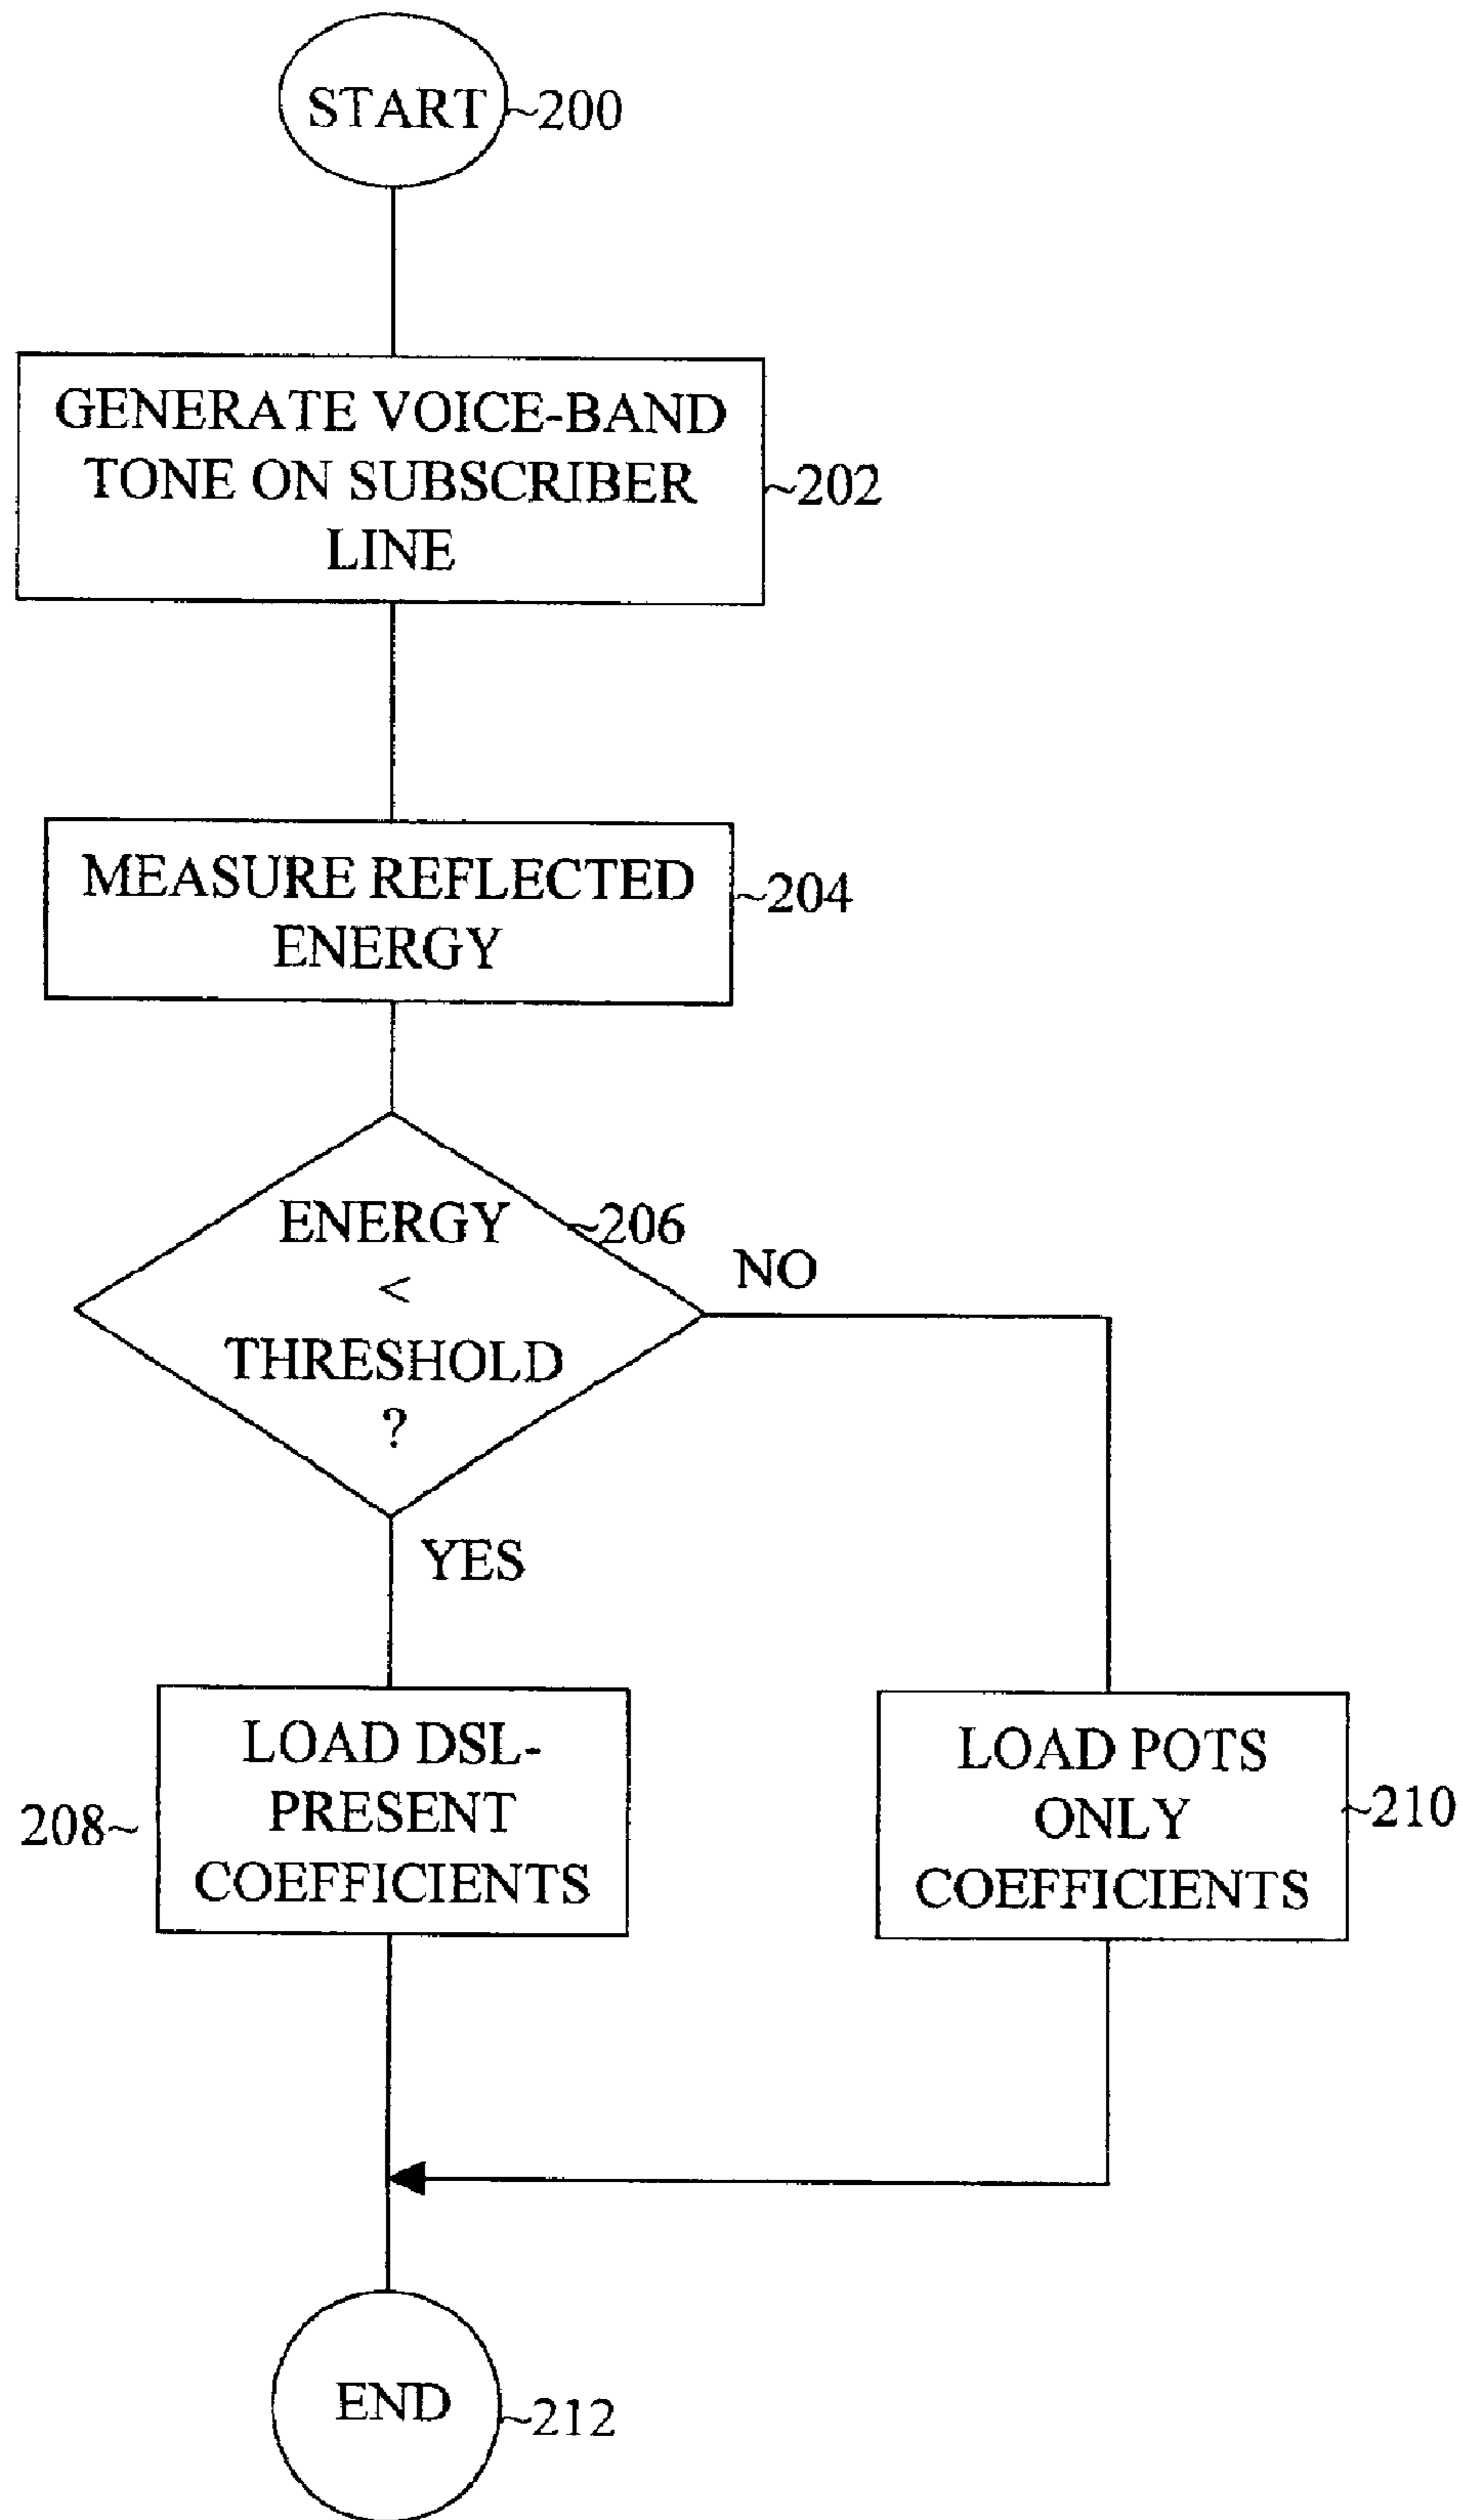 START ~200
GENERATE VOICE-BAND
TONE ON SUBSCRIBER
LINE
~202
MEASURE REFLECTED
ENERGY
~204
ENERGY
<
THRESHOLD
?
~206
NO
YES
LOAD DSL-
PRESENT
COEFFICIENTS
208~
LOAD POTS
ONLY
COEFFICIENTS
~210
END ~212